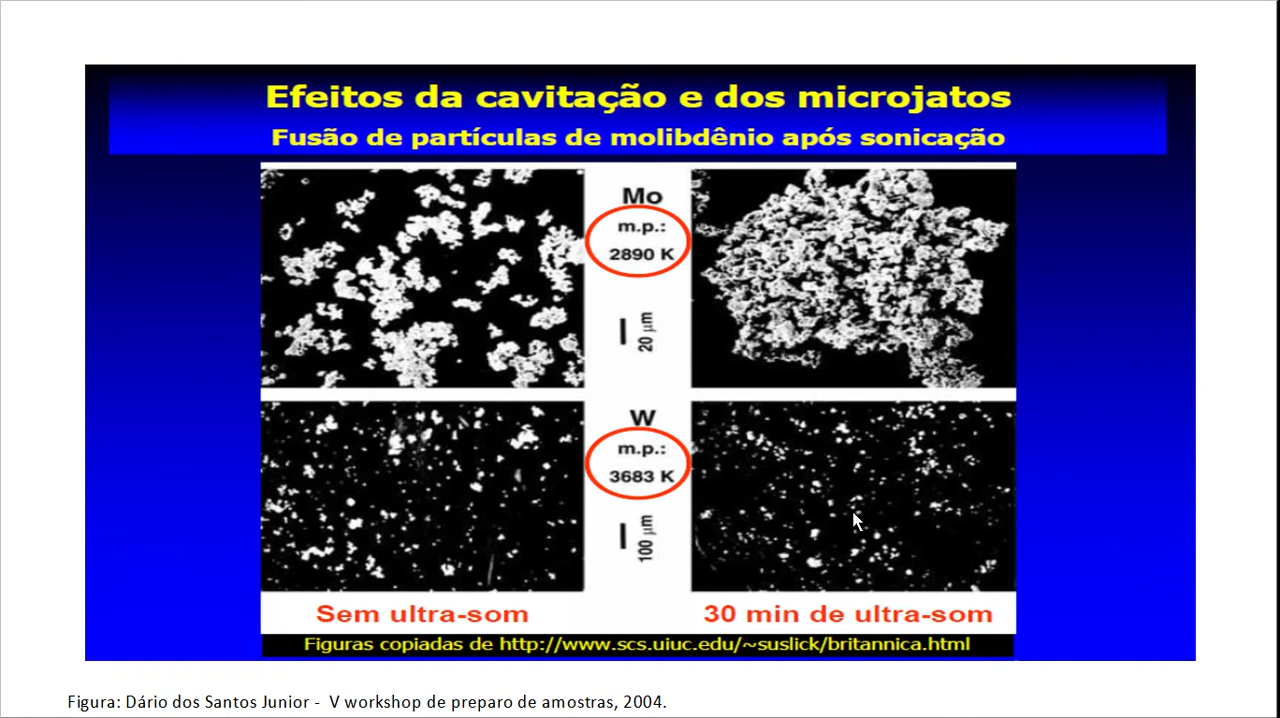 Efeitos da cavitação e dos microjatos
Fusão de partículas de molibdênio após sonicação
Mo
m.p.:
2890 K
20 µm
W
m.p.:
3683 K
100 µm
Sem ultra-som
30 min de ultra-som
Figuras copiadas de http://www.scs.uiuc.edu/~suslick/britannica.html
Figura: Dário dos Santos Junior - V workshop de preparo de amostras, 2004.